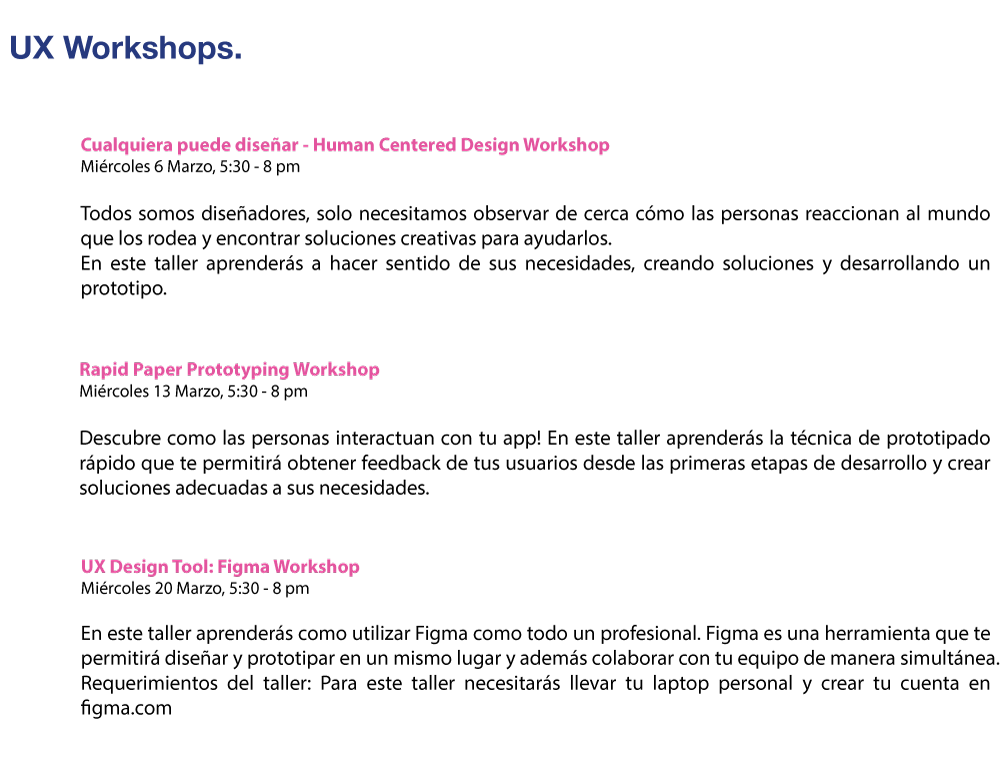 UX Workshops.
Cualquiera puede diseñar - Human Centered Design Workshop
Miércoles 6 Marzo, 5:30 - 8 pm
Todos somos diseñadores, solo necesitamos observar de cerca cómo las personas reaccionan al mundo
que los rodea y encontrar soluciones creativas para ayudarlos.
En este taller aprenderás a hacer sentido de sus necesidades, creando soluciones y desarrollando un
prototipo.
Rapid Paper Prototyping Workshop
Miércoles 13 Marzo, 5:30 - 8 pm
Descubre como las personas interactuan con tu app! En este taller aprenderás la técnica de prototipado
rápido que te permitirá obtener feedback de tus usuarios desde las primeras etapas de desarrollo y crear
soluciones adecuadas a sus necesidades.
UX Design Tool: Figma Workshop
Miércoles 20 Marzo, 5:30 - 8 pm
En este taller aprenderás como utilizar Figma como todo un profesional. Figma es una herramienta que te
permitirá diseñar y prototipar en un mismo lugar y además colaborar con tu equipo de manera simultánea.
Requerimientos del taller: Para este taller necesitarás llevar tu laptop personal y crear tu cuenta en
figma.com